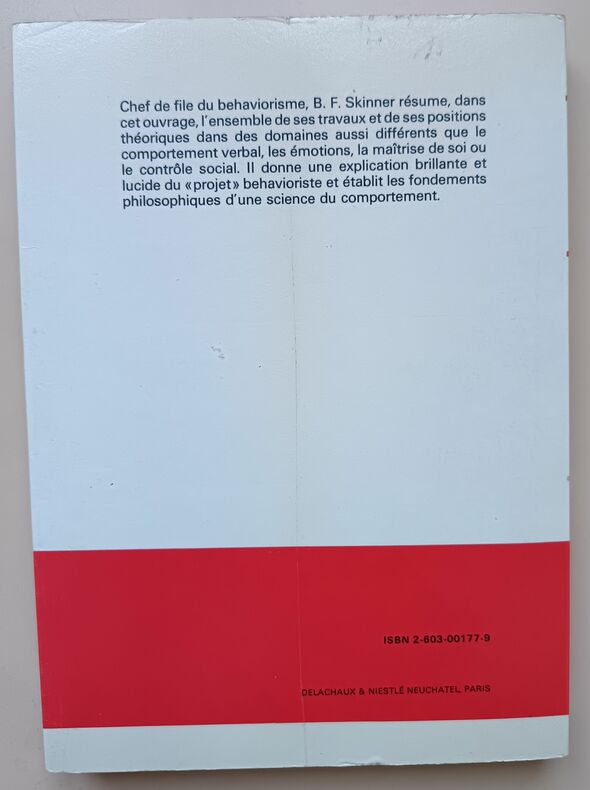 Chef de file du behaviorisme, B. F. Skinner résume, dans
cet ouvrage, l'ensemble de ses travaux et de ses positions
théoriques dans des domaines aussi différents que le
comportement verbal, les émotions, la maîtrise de soi ou
le contrôle social. Il donne une explication brillante et
lucide du «projet» behavioriste et établit les fondements
philosophiques d'une science du comportement.
ISBN 2-603-00177-9
DELACHAUX & NIESTLÉ NEUCHATEL, PARIS